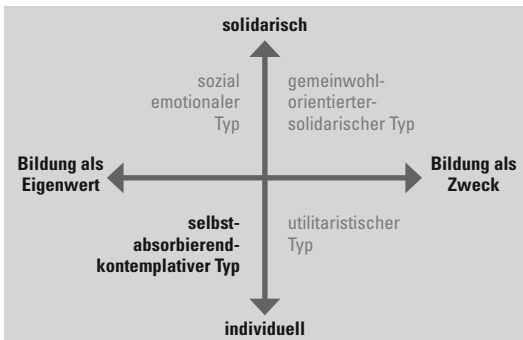 solidarisch
sozial
emotionaler
Typ
gemeinwohl-
orientierter-
solidarischer Typ
Bildung als
Eigenwert
Bildung als
Zweck
selbst-
absorbierend-
kontemplativer Typ
utilitaristischer
Typ
individuell